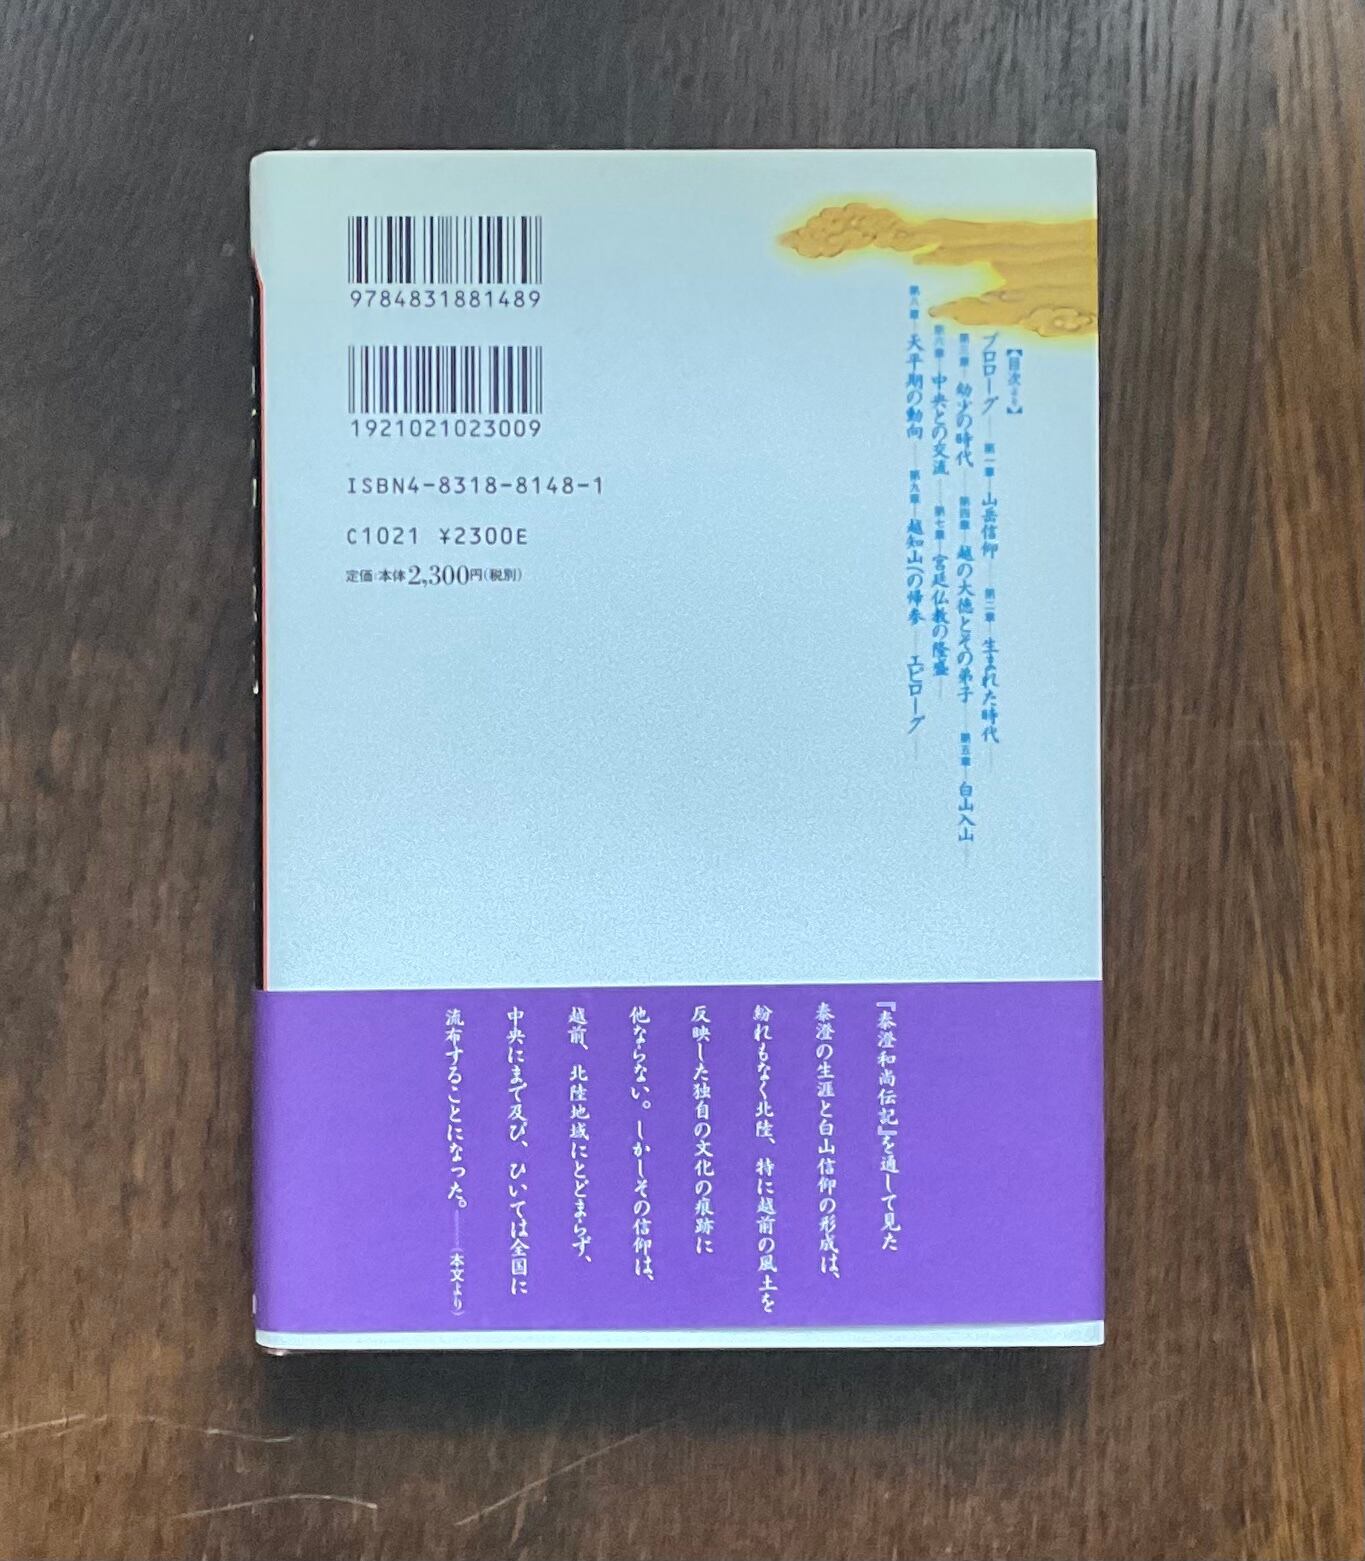 9784831881489
1921021023009
ISBN4-8318-8148-1
C1021 ¥2300E
定価：本体2,300円（税別）
【目次より】
プロローグ―第一章―山岳信仰―第二章―生まれた時代―
第三章―幼少の時代―第四章―越の大徳とその弟子―第五章―白山入山―
第六章―中央との交流―第七章―宮廷仏教の隆盛―
第八章―天平期の動向―第九章―越知山への帰参―エピローグ―
『泰澄和尚伝記』を通して見た
泰澄の生涯と白山信仰の形成は、
紛れもなく北陸、特に越前の風土を
反映した独自の文化の痕跡に
他ならない。しかしその信仰は、
越前、北陸地域にとどまらず、
中央にまで及び、ひいては全国に
流布することになった。――（本文より）